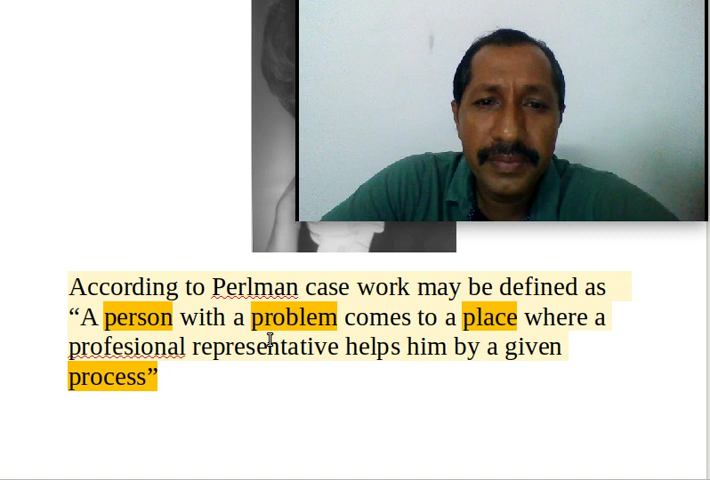 According to Perlman case work may be defined as
“A person with a problem comes to a place where a
profesional representative helps him by a given
process”